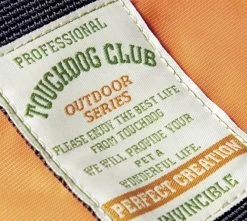 PROFESSIONAL
TOUCHDOG CLUB
OUTDOOR
SERIES
PLEASE ENJOY THE BEST LIFE
FROM TOUCHDOG
WE WILL PROVIDE YOUR
PET A
WONDERFUL LIFE.
PERFECT CREATION
INVINCIBLE